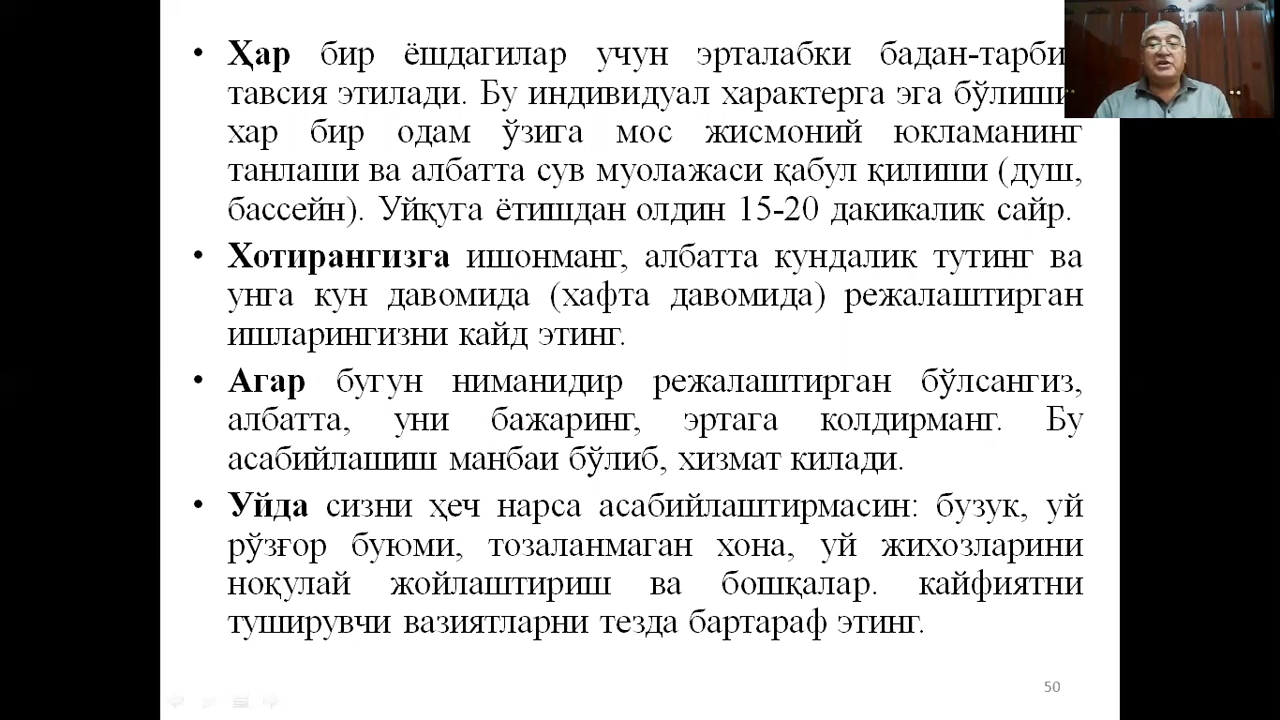 • Ҳар бир ёшдагилар учун эрталабки бадан-тарби
тавсия этилади. Бу индивидуал характерга эга бўлиши
хар бир одам ўзига мос жисмоний юкламанинг
танлаши ва албатта сув муолажаси қабул қилиши (душ,
бассейн). Уйқуга ётишдан олдин 15-20 дакикалик сайр.
• Хотирангизга ишонманг, албатта кундалик тутинг ва
унга кун давомида (хафта давомида) режалаштирган
ишларингизни кайд этинг.
• Агар бугун ниманидир режалаштирган бўлсангиз,
албатта, уни бажаринг, эртага колдирманг. Бу
асабийлашиш манбаи бўлиб, хизмат килади.
• Уйда сизни ҳеч нарса асабийлаштирмасин: бузук, уй
рўзғор буюми, тозаланмаган хона, уй жихозларини
ноқулай жойлаштириш ва бошқалар. кайфиятни
туширувчи вазиятларни тезда бартараф этинг.
50